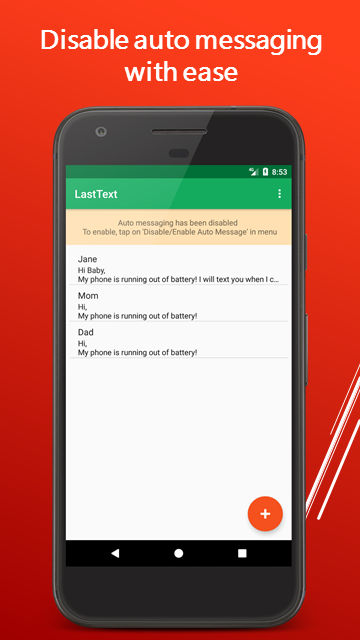 Disable auto messaging
with ease
8:53
LastText
Auto messaging has been disabled
To enable, tap on 'Disable/Enable Auto Message' in menu
Jane
Hi Baby,
My phone is running out of battery! I will text you when I c...
Mom
Hi,
My phone is running out of battery!
Dad
Hi,
My phone is running out of battery!